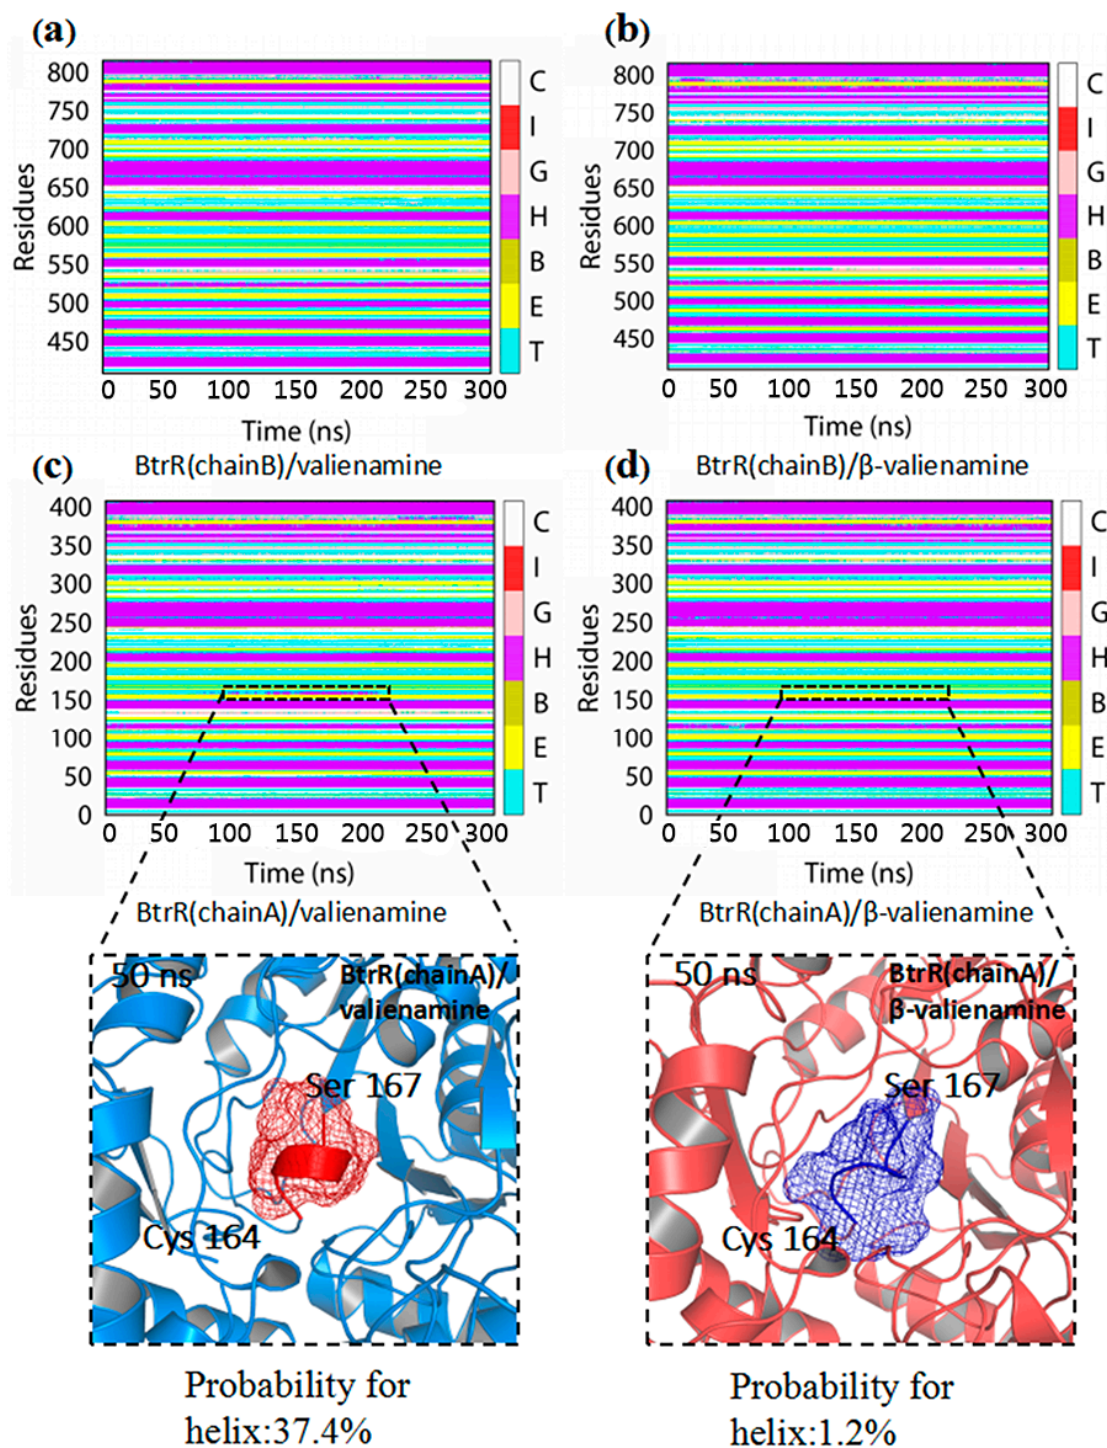 (a)
800
750
700
650
600
550
500
450
Residues
C
I
G
H
B
E
T
0 50 100 150 200 250 300
Time (ns)
BtrR(chainB)/valienamine
(b)
800
750
700
650
600
550
500
450
Residues
C
I
G
H
B
E
T
0 50 100 150 200 250 300
Time (ns)
BtrR(chainB)/β-valienamine
(c)
400
350
300
250
200
150
100
50
0
Residues
C
I
G
H
B
E
T
0 50 100 150 200 250 300
Time (ns)
BtrR(chainA)/valienamine
(d)
400
350
300
250
200
150
100
50
0
Residues
C
I
G
H
B
E
T
0 50 100 150 200 250 300
Time (ns)
BtrR(chainA)/β-valienamine
50 ns
BtrR(chainA)/
valienamine
Ser 167
Cys 164
Probability for
helix:37.4%
50 ns
BtrR(chainA)/
β-valienamine
Ser 167
Cys 164
Probability for
helix:1.2%